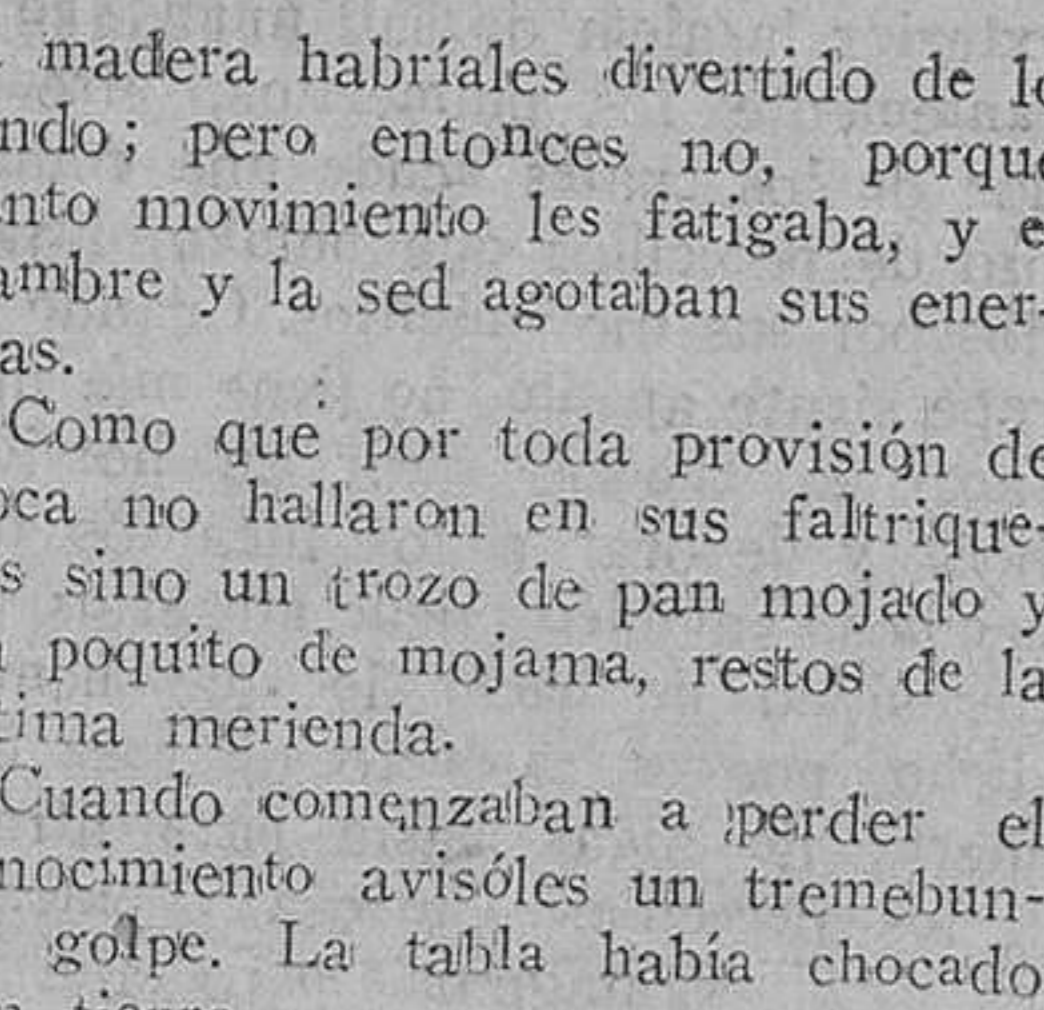 madera habríales divertido de lo
ndo; pero entonces no, porque
nto movimiento les fatigaba, y e
ambre y la sed agotaban sus ener-
as.
Como que por toda provisión de
oca no hallaron en sus faltrique-
s sino un trozo de pan mojado y
poquito de mojama, restos de la
tima merienda.
Cuando comenzaban a perder el
nocimiento avisóles un tremebun-
golpe. La tabla había chocado